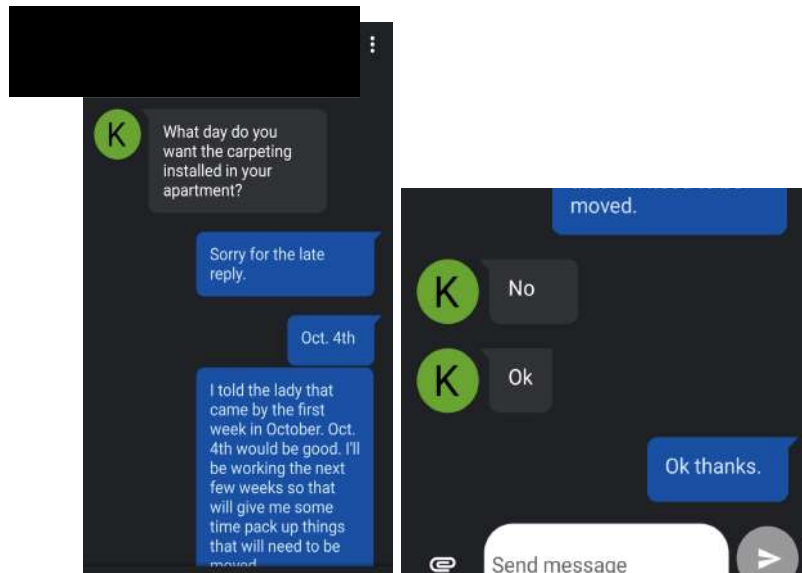 K
What day do you
want the carpeting
installed in your
apartment?
Sorry for the late
reply.
Oct. 4th
I told the lady that
came by the first
week in October. Oct.
4th would be good. I'll
be working the next
few weeks so that
will give me some
time pack up things
that will need to be
moved
moved.
K
No
K
Ok
Ok thanks.
Send message